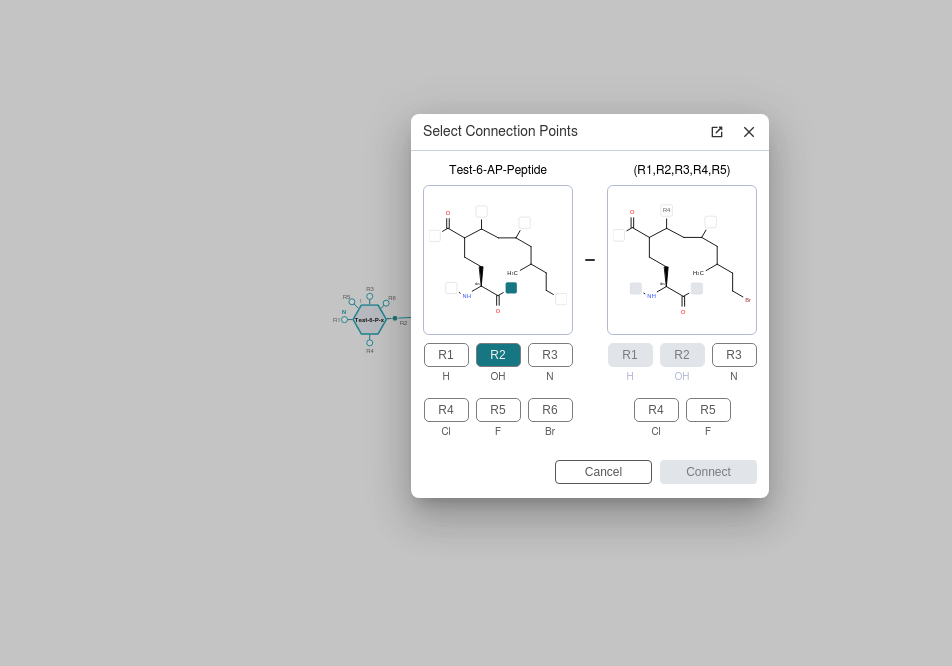 Select Connection Points
Test-6-AP-Peptide
(R1,R2,R3,R4,R5)
O
H₃C
NH
O
O
R4
H₃C
NH
O
Br
R1 R2 R3
H OH N
R4 R5 R6
Cl F Br
R1 R2 R3
H OH N
R4 R5
Cl F
Cancel
Connect
R3
R5
R6
N
R1
Test-6-P-x
R2
R4